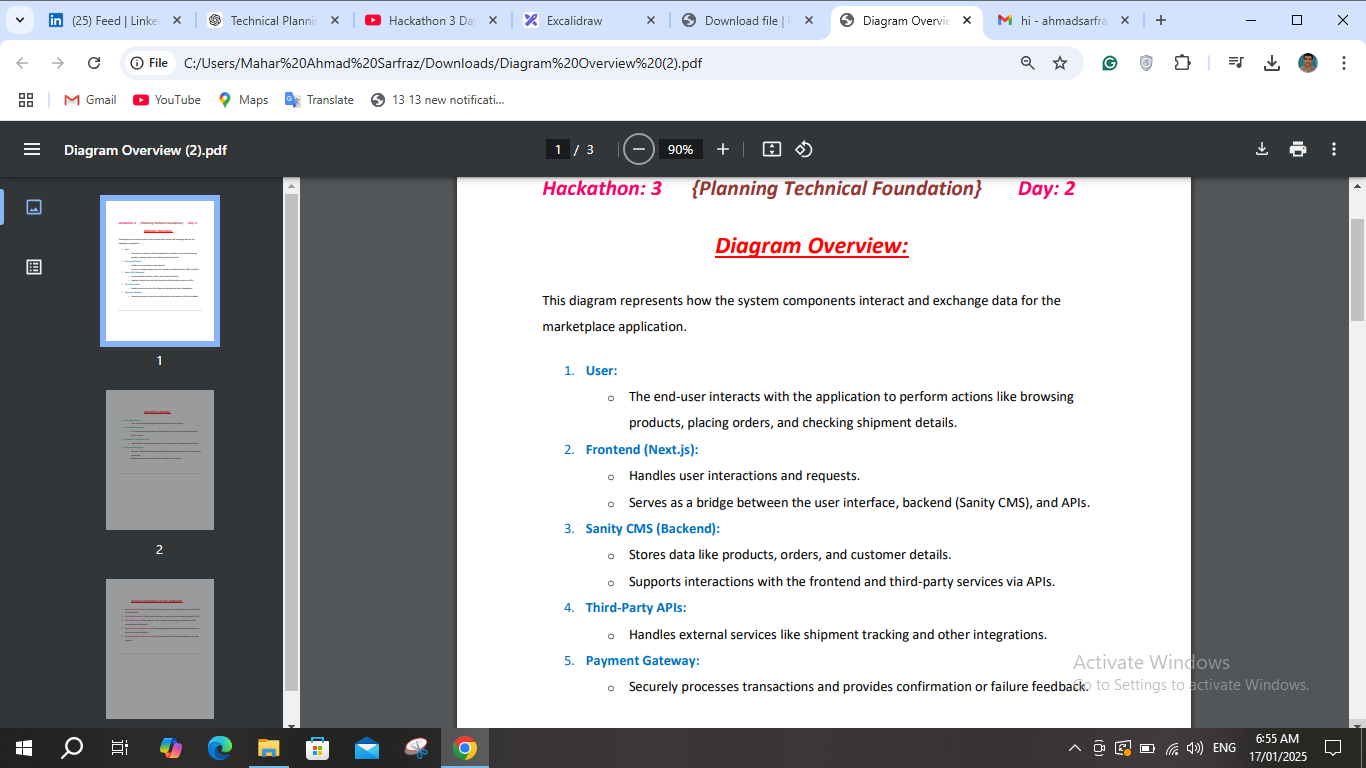 (25) Feed | Linke
Technical Plannin
Hackathon 3 Da
Excalidraw
Download file | i
Diagram Overvie
hi - ahmadsarfra
File
C:/Users/Mahar%20Ahmad%20Sarfraz/Downloads/Diagram%20Overview%20(2).pdf
Gmail
YouTube
Maps
Translate
13 13 new notificati...
Diagram Overview (2).pdf
1 / 3
90%
1
2
Hackathon: 3 {Planning Technical Foundation} Day: 2
Diagram Overview:
This diagram represents how the system components interact and exchange data for the
marketplace application.
1. User:
o The end-user interacts with the application to perform actions like browsing
products, placing orders, and checking shipment details.
2. Frontend (Next.js):
o Handles user interactions and requests.
o Serves as a bridge between the user interface, backend (Sanity CMS), and APIs.
3. Sanity CMS (Backend):
o Stores data like products, orders, and customer details.
o Supports interactions with the frontend and third-party services via APIs.
4. Third-Party APIs:
o Handles external services like shipment tracking and other integrations.
5. Payment Gateway:
o Securely processes transactions and provides confirmation or failure feedback.
Activate Windows
Go to Settings to activate Windows.
ENG
6:55 AM
17/01/2025